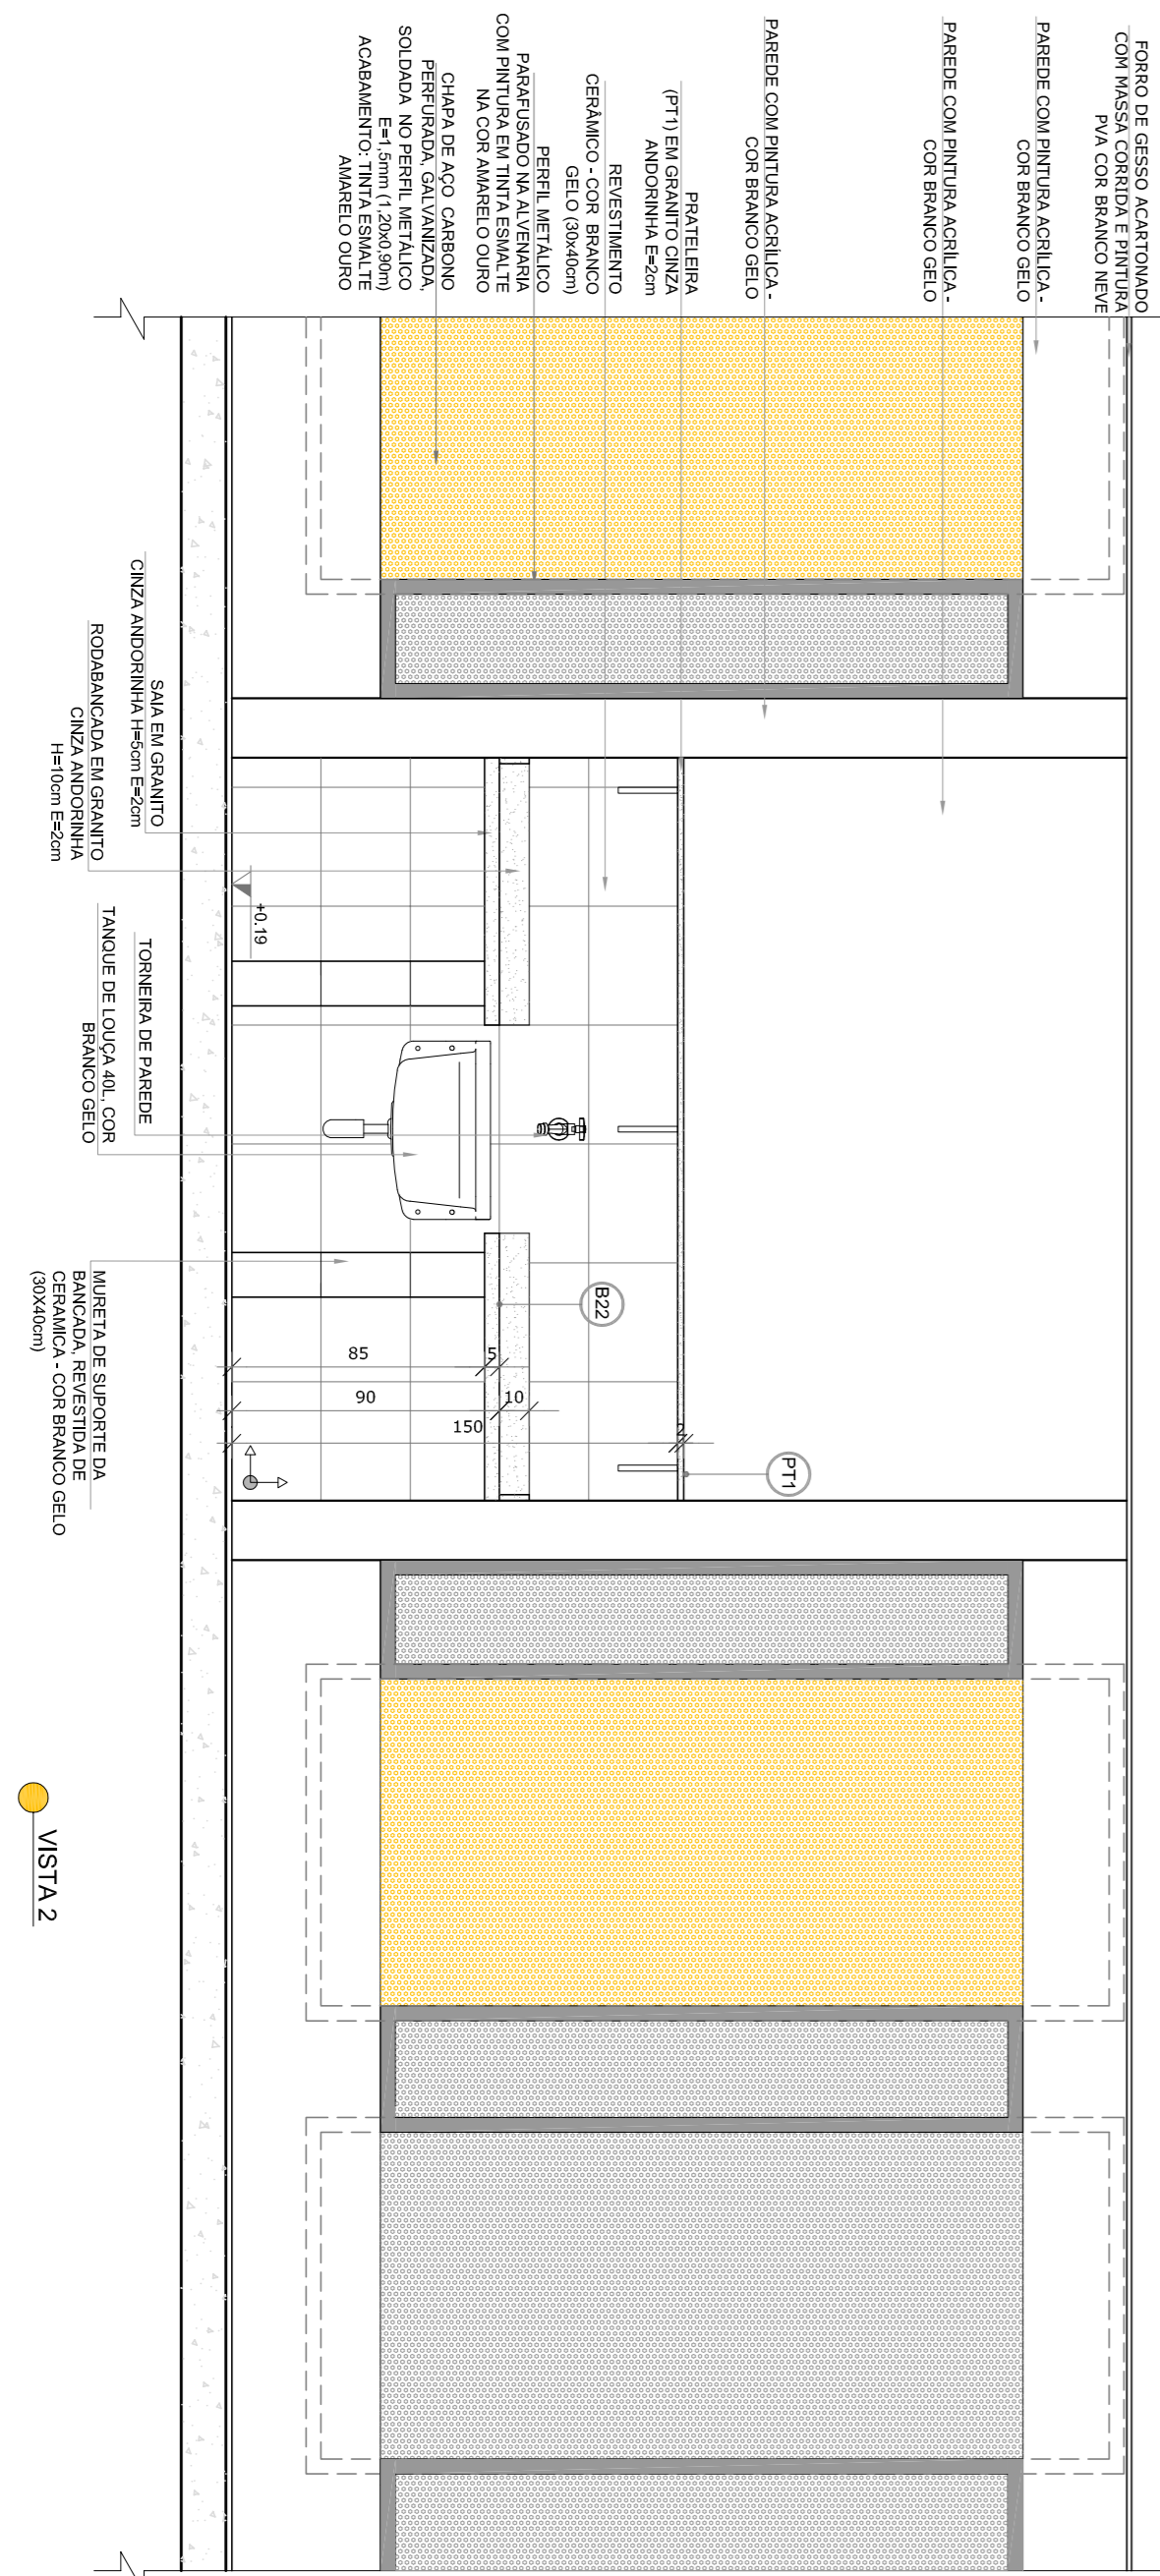 FORRO DE GESSO ACARTONADO
COM MASSA CORRIDA E PINTURA
PVA COR BRANCO NEVE
PAREDE COM PINTURA ACRÍLICA -
COR BRANCO GELO
PAREDE COM PINTURA ACRÍLICA -
COR BRANCO GELO
PAREDE COM PINTURA ACRÍLICA -
COR BRANCO GELO
PRATELEIRA
(PT1) EM GRANITO CINZA
ANDORINHA E=2cm
REVESTIMENTO
CERÂMICO - COR BRANCO
GELO (30x40cm)
PERFIL METÁLICO
PARAFUSADO NA ALVENARIA
COM PINTURA EM TINTA ESMALTE
NA COR AMARELO OURO
CHAPA DE AÇO CARBONO
PERFURADA, GALVANIZADA,
SOLDADA NO PERFIL METÁLICO
E=1,5mm (1,20x0,90m)
ACABAMENTO: TINTA ESMALTE
AMARELO OURO
PT1
B22
2
150
10
90
5
85
+0.19
SAIA EM GRANITO
CINZA ANDORINHA H=5cm E=2cm
RODABANCADA EM GRANITO
CINZA ANDORINHA
H=10cm E=2cm
TORNEIRA DE PAREDE
TANQUE DE LOUÇA 40L, COR
BRANCO GELO
MURETA DE SUPORTE DA
BANCADA, REVESTIDA DE
CERAMICA - COR BRANCO GELO
(30X40cm)
VISTA 2